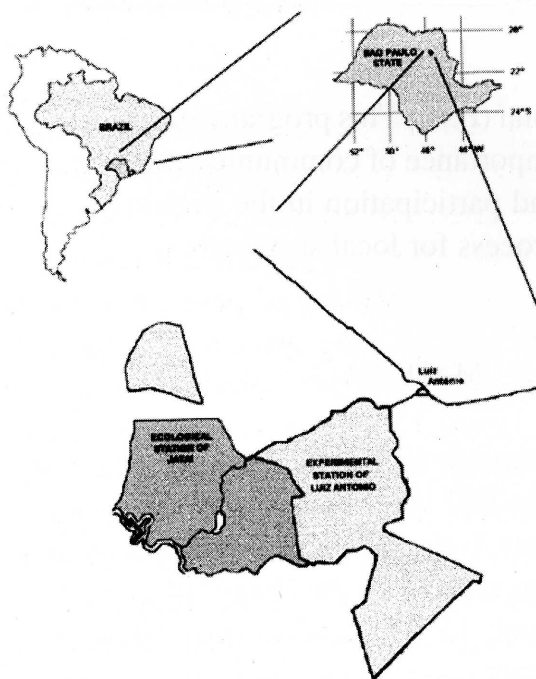 BRAZIL
SAO PAULO
STATE
20°
22°
24°S
52°
50°
48°
46°W
Luiz
Antonio
ECOLOGICAL
STATION OF
JATAI
EXPERIMENTAL
STATION OF
LUIZ ANTONIO